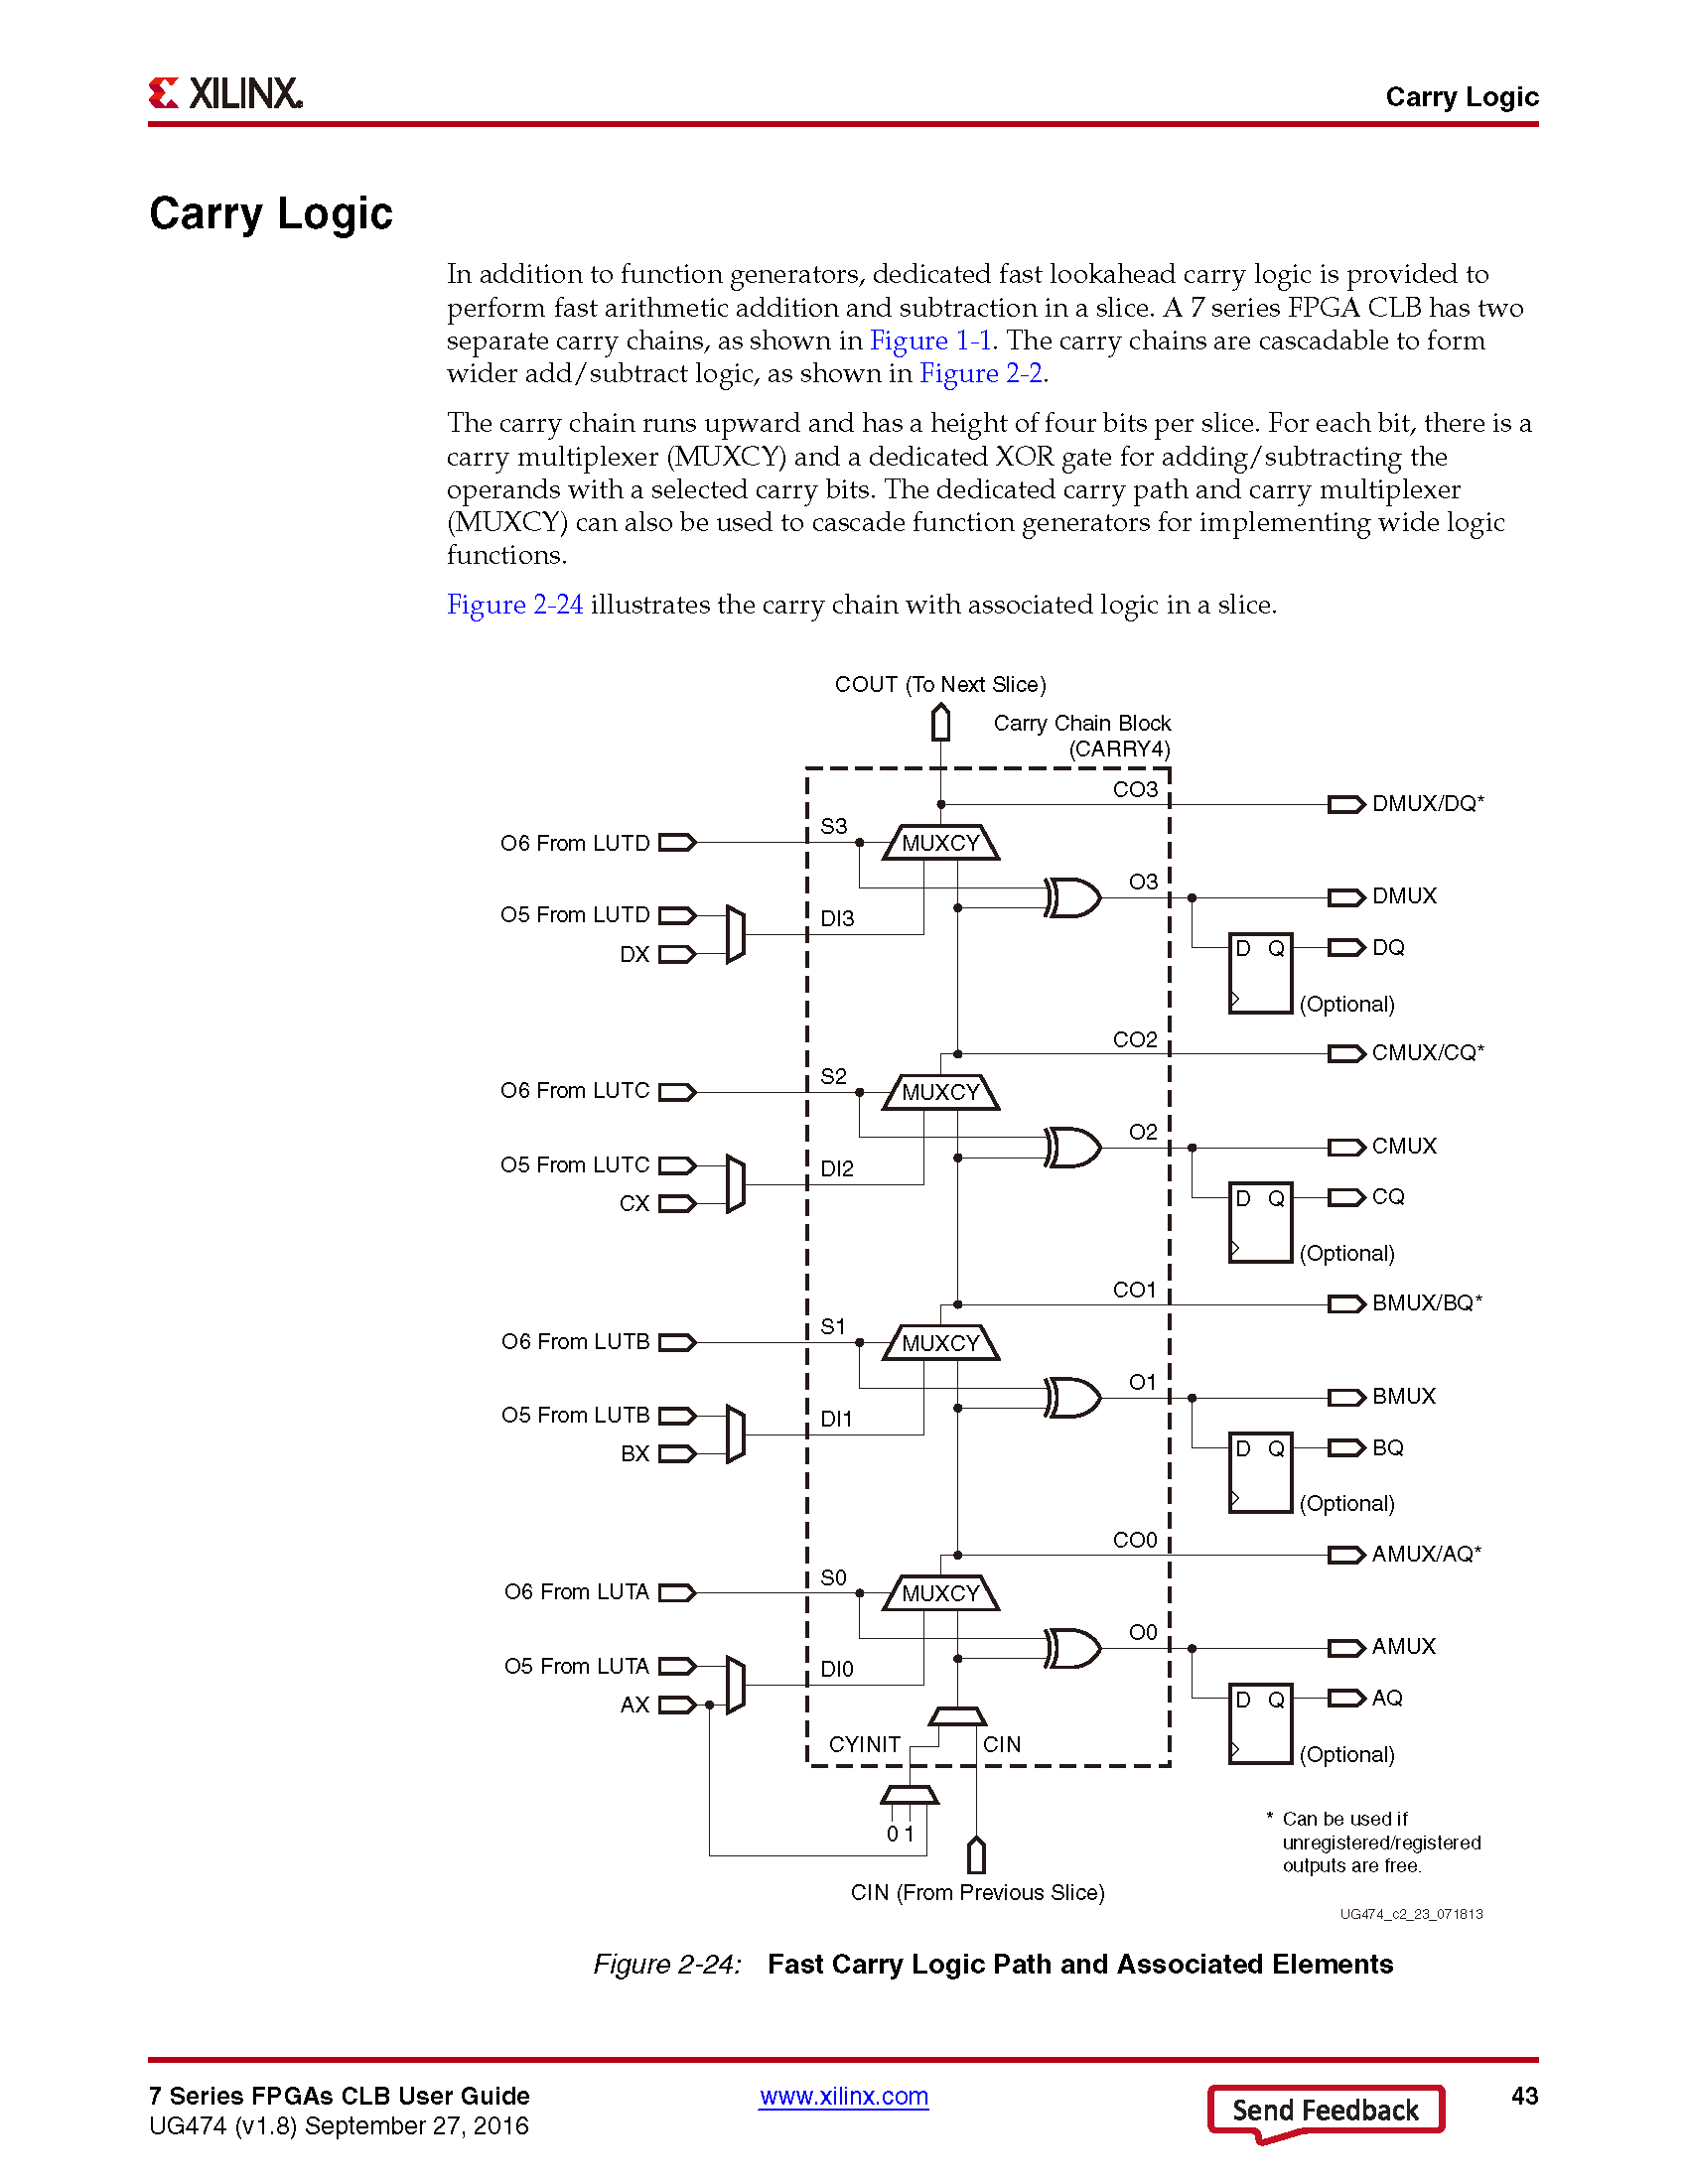 XILINX®
Carry Logic
Carry Logic
In addition to function generators, dedicated fast lookahead carry logic is provided to
perform fast arithmetic addition and subtraction in a slice. A 7 series FPGA CLB has two
separate carry chains, as shown in Figure 1-1. The carry chains are cascadable to form
wider add/subtract logic, as shown in Figure 2-2.
The carry chain runs upward and has a height of four bits per slice. For each bit, there is a
carry multiplexer (MUXCY) and a dedicated XOR gate for adding/subtracting the
operands with a selected carry bits. The dedicated carry path and carry multiplexer
(MUXCY) can also be used to cascade function generators for implementing wide logic
functions.
Figure 2-24 illustrates the carry chain with associated logic in a slice.
COUT (To Next Slice)
Carry Chain Block
(CARRY4)
CO3
DMUX/DQ*
S3
O6 From LUTD
MUXCY
O3
DMUX
O5 From LUTD
DI3
DX
D Q
DQ
(Optional)
CO2
CMUX/CQ*
S2
O6 From LUTC
MUXCY
O2
CMUX
O5 From LUTC
DI2
CX
D Q
CQ
(Optional)
CO1
BMUX/BQ*
S1
O6 From LUTB
MUXCY
O1
BMUX
O5 From LUTB
DI1
BX
D Q
BQ
(Optional)
CO0
AMUX/AQ*
S0
O6 From LUTA
MUXCY
O0
AMUX
O5 From LUTA
DI0
AX
D Q
AQ
CYINIT
CIN
(Optional)
0 1
* Can be used if
unregistered/registered
outputs are free.
CIN (From Previous Slice)
UG474_c2_23_071813
Figure 2-24: Fast Carry Logic Path and Associated Elements
7 Series FPGAs CLB User Guide
UG474 (v1.8) September 27, 2016
www.xilinx.com
Send Feedback
43